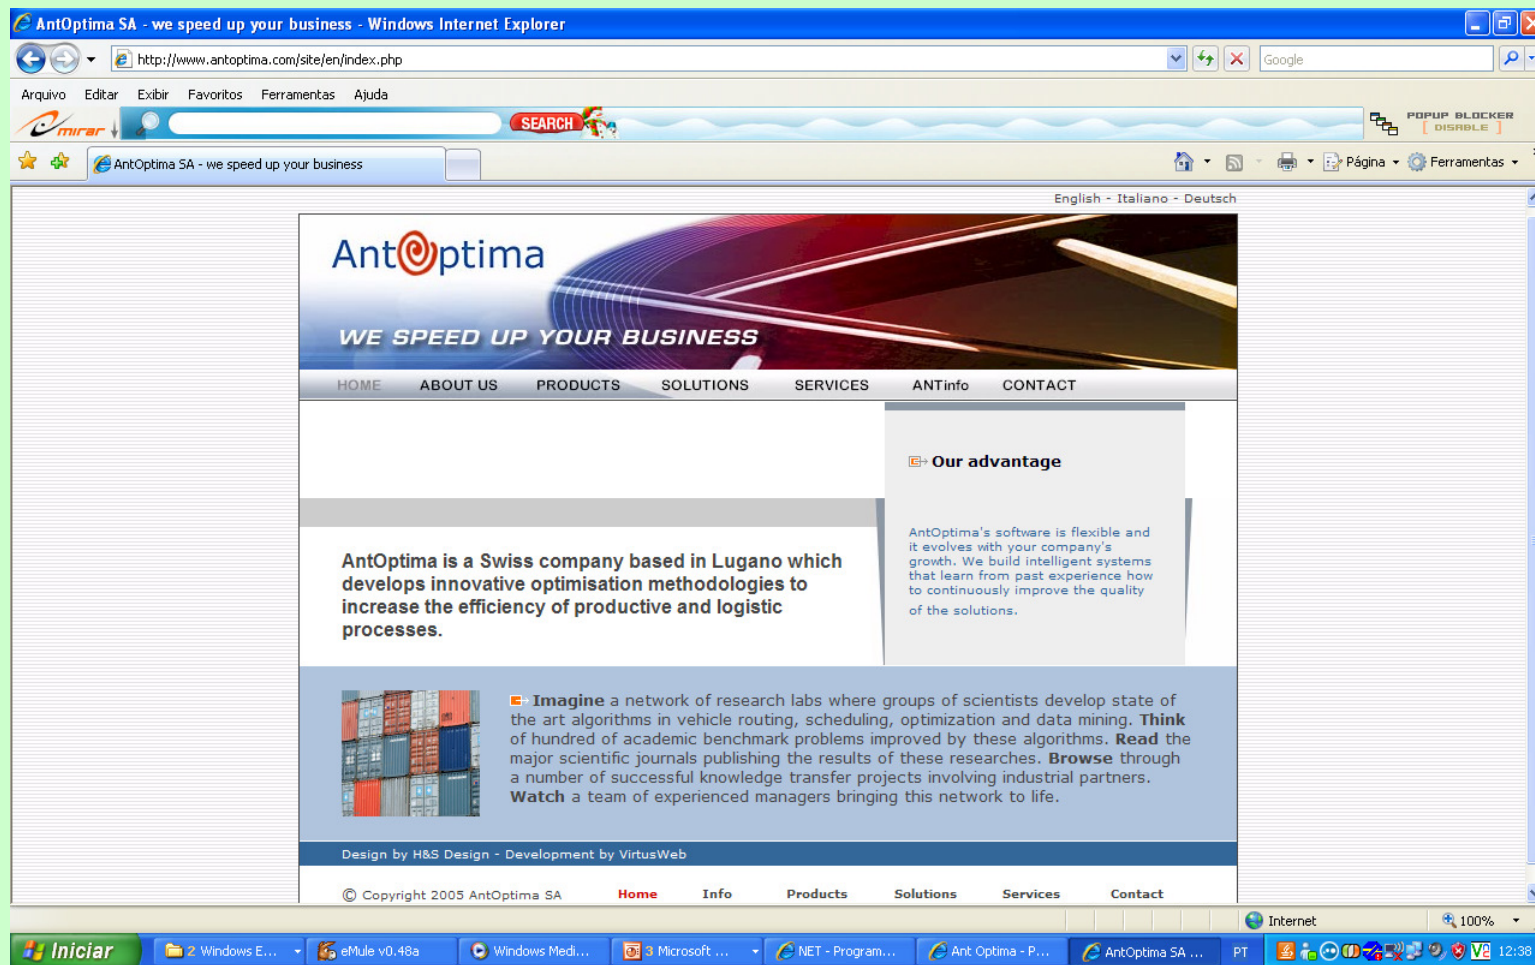 AntOptima SA - we speed up your business - Windows Internet Explorer
http://www.antoptima.com/site/en/index.php
Google
Arquivo Editar Exibir Favoritos Ferramentas Ajuda
mirar SEARCH POPUP BLOCKER
[ DISABLE ]
AntOptima SA - we speed up your business Página Ferramentas
English - Italiano - Deutsch
AntOptima
WE SPEED UP YOUR BUSINESS
HOME ABOUT US PRODUCTS SOLUTIONS SERVICES ANTinfo CONTACT
Our advantage
AntOptima's software is flexible and
it evolves with your company's
growth. We build intelligent systems
that learn from past experience how
to continuously improve the quality
of the solutions.
AntOptima is a Swiss company based in Lugano which
develops innovative optimisation methodologies to
increase the efficiency of productive and logistic
processes.
Imagine a network of research labs where groups of scientists develop state of
the art algorithms in vehicle routing, scheduling, optimization and data mining. Think
of hundred of academic benchmark problems improved by these algorithms. Read the
major scientific journals publishing the results of these researches. Browse through
a number of successful knowledge transfer projects involving industrial partners.
Watch a team of experienced managers bringing this network to life.
Design by H&S Design - Development by VirtusWeb
© Copyright 2005 AntOptima SA Home Info Products Solutions Services Contact
Internet 100%
Iniciar 2 Windows E... eMule v0.48a Windows Medi... 3 Microsoft ... NET - Program... Ant Optima - P... AntOptima SA ... PT 12:38